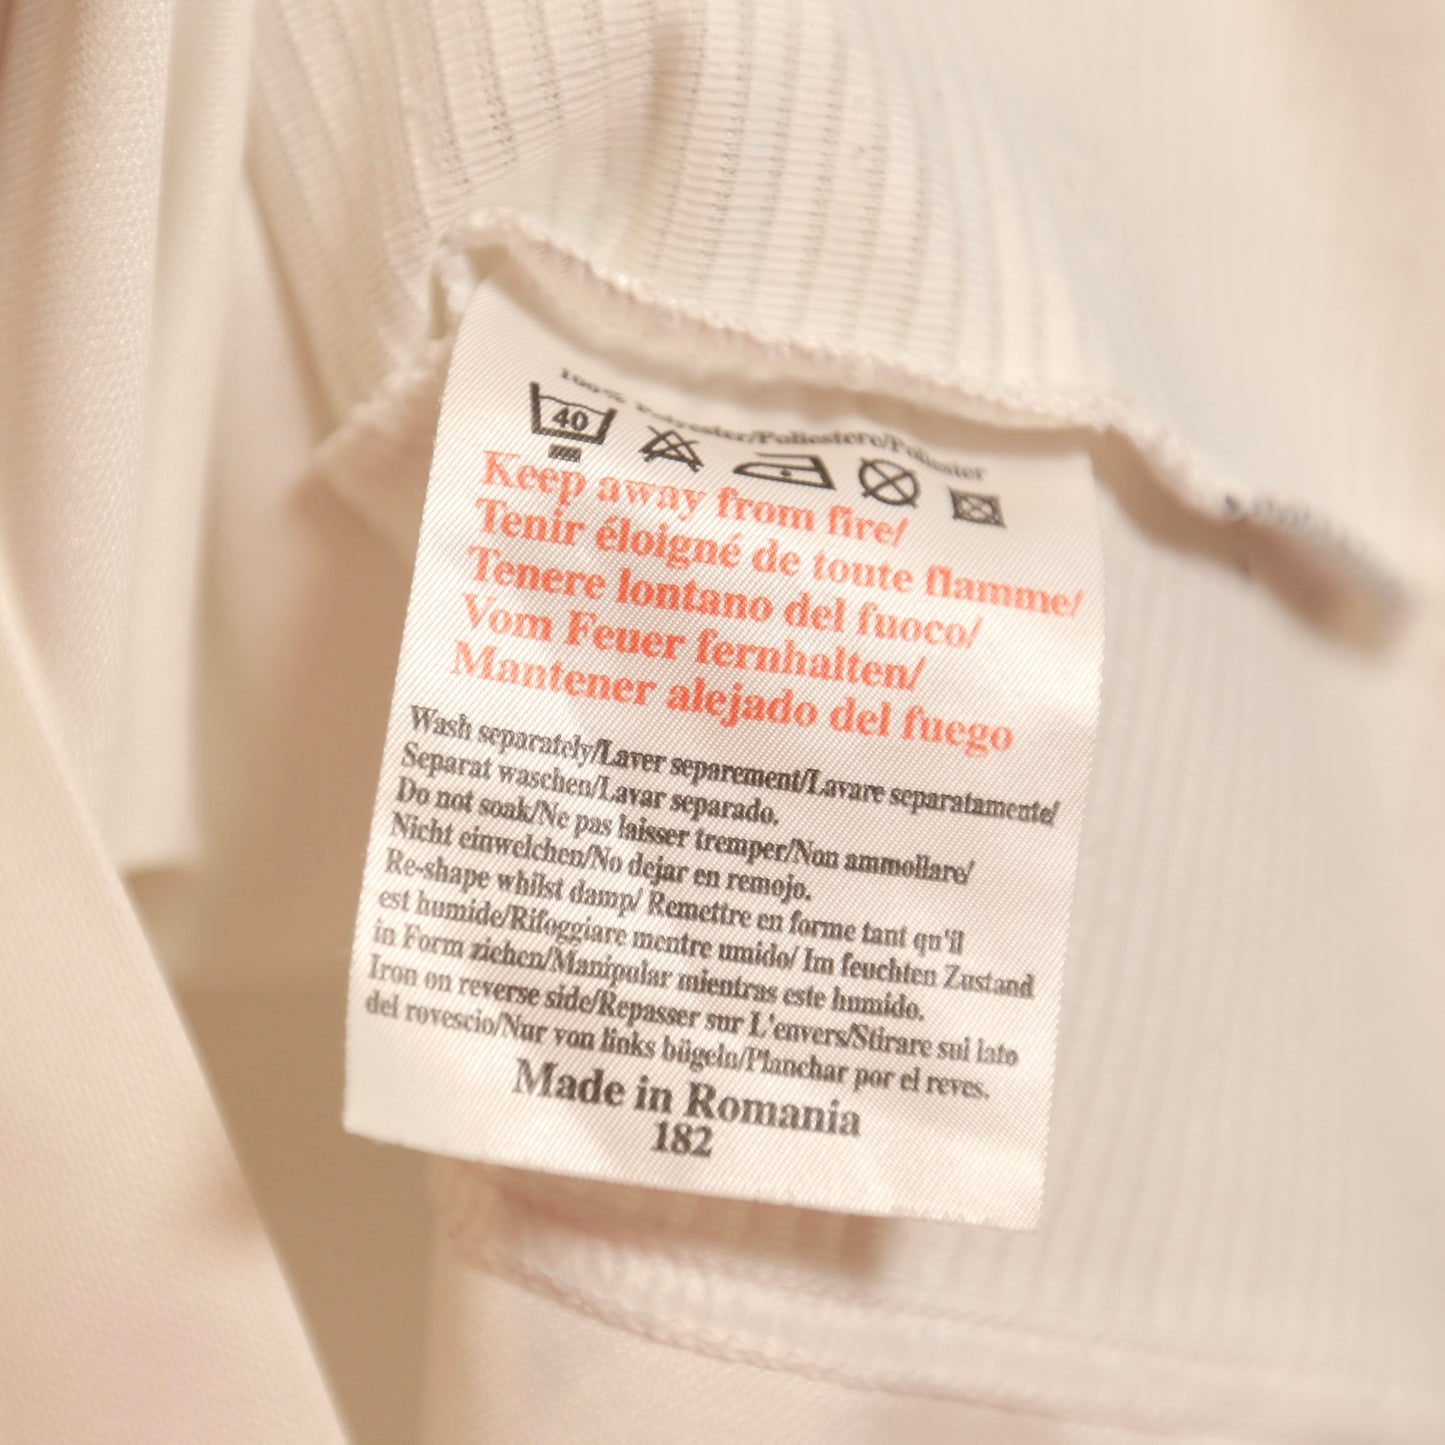 100% Polyester/Poliestere/Poliester
40
Keep away from fire/
Tenir éloigné de toute flamme/
Tenere lontano del fuoco/
Vom Feuer fernhalten/
Mantener alejado del fuego
Wash separately/Laver separement/Lavare separatamente/
Separat waschen/Lavar separado.
Do not soak/Ne pas laisser tremper/Non ammollare/
Nicht einweichen/No dejar en remojo.
Re-shape whilst damp/ Remettre en forme tant qu'il
est humide/Rifoggiare mentre umido/ Im feuchten Zustand
in Form ziehen/Manipular mientras este humido.
Iron on reverse side/Repasser sur L'envers/Stirare sul lato
del rovescio/Nur von links bügeln/Planchar por el reves.
Made in Romania
182